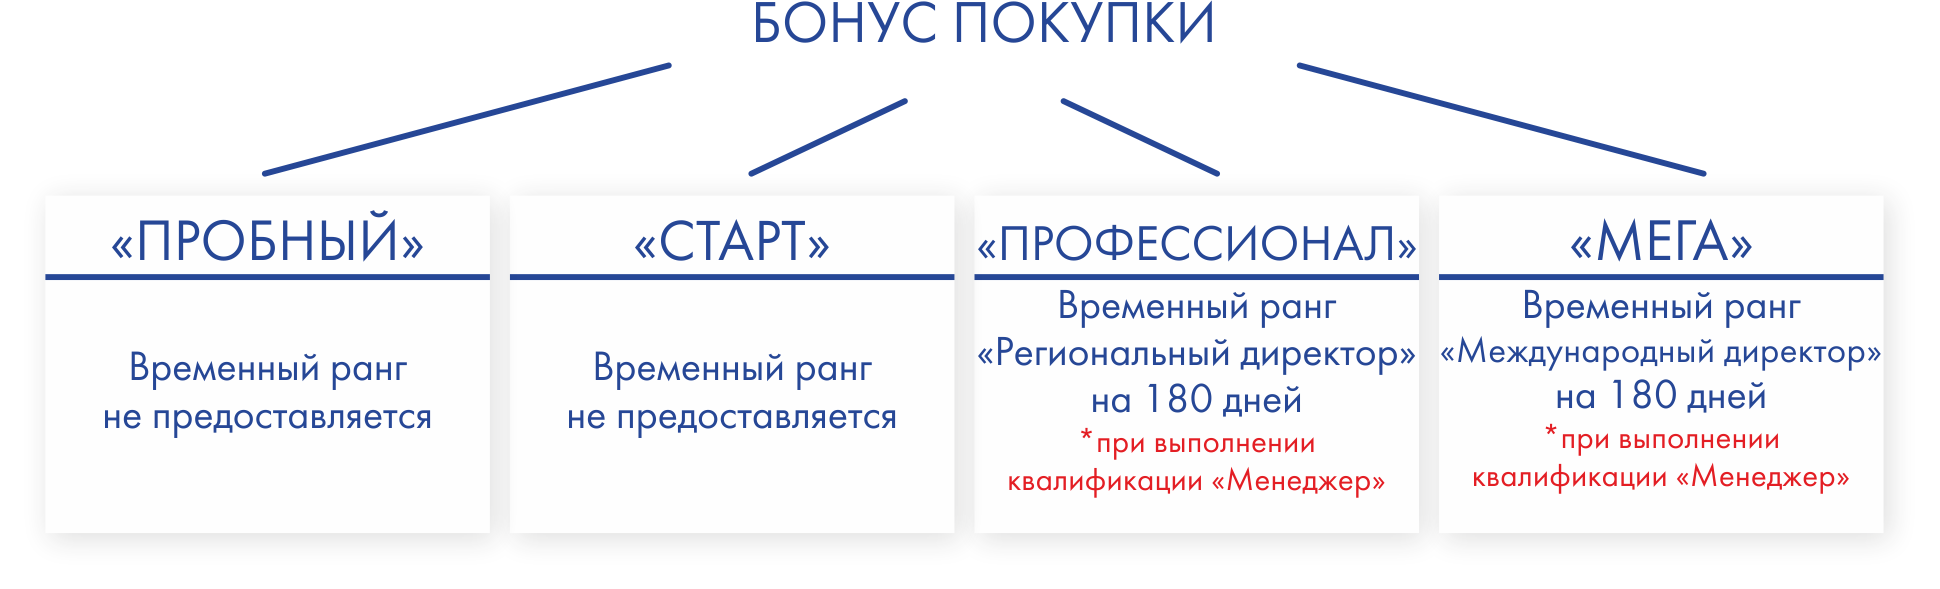 БОНУС ПОКУПКИ
«ПРОБНЫЙ»
Временный ранг
не предоставляется
«СТАРТ»
Временный ранг
не предоставляется
«ПРОФЕССИОНАЛ»
Временный ранг
«Региональный директор»
на 180 дней
*при выполнении
квалификации «Менеджер»
«МЕГА»
Временный ранг
«Международный директор»
на 180 дней
*при выполнении
квалификации «Менеджер»